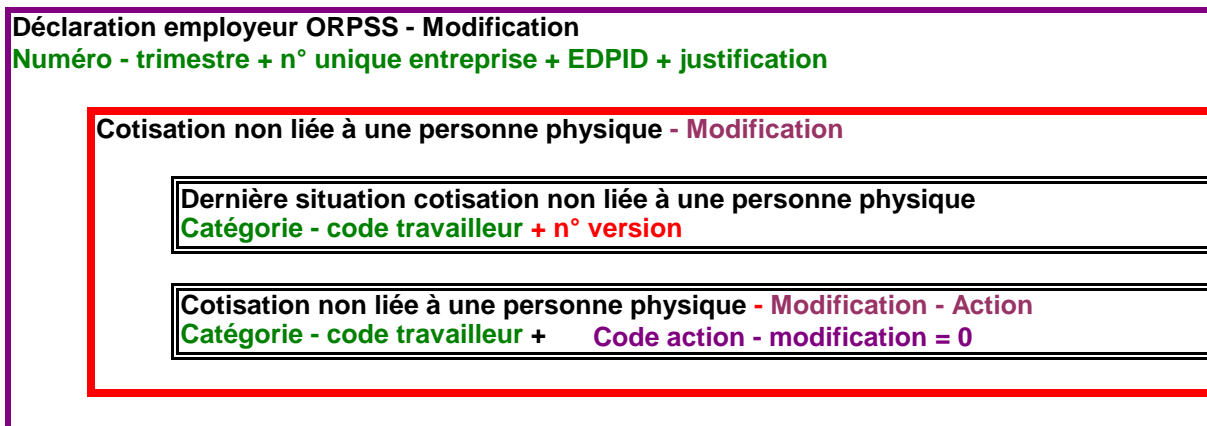 Déclaration employeur ORPSS - Modification
Numéro - trimestre + n° unique entreprise + EDPID + justification
Cotisation non liée à une personne physique - Modification
Dernière situation cotisation non liée à une personne physique
Catégorie - code travailleur + n° version
Cotisation non liée à une personne physique - Modification - Action
Catégorie - code travailleur + Code action - modification = 0